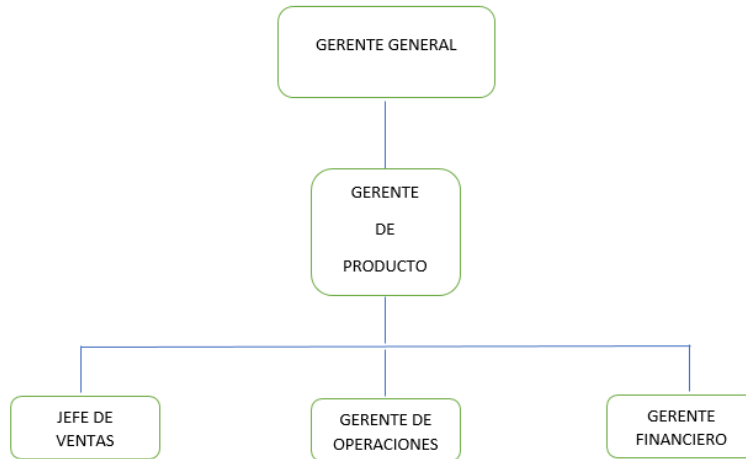 GERENTE GENERAL
GERENTE
DE
PRODUCTO
JEFE DE
VENTAS
GERENTE DE
OPERACIONES
GERENTE
FINANCIERO